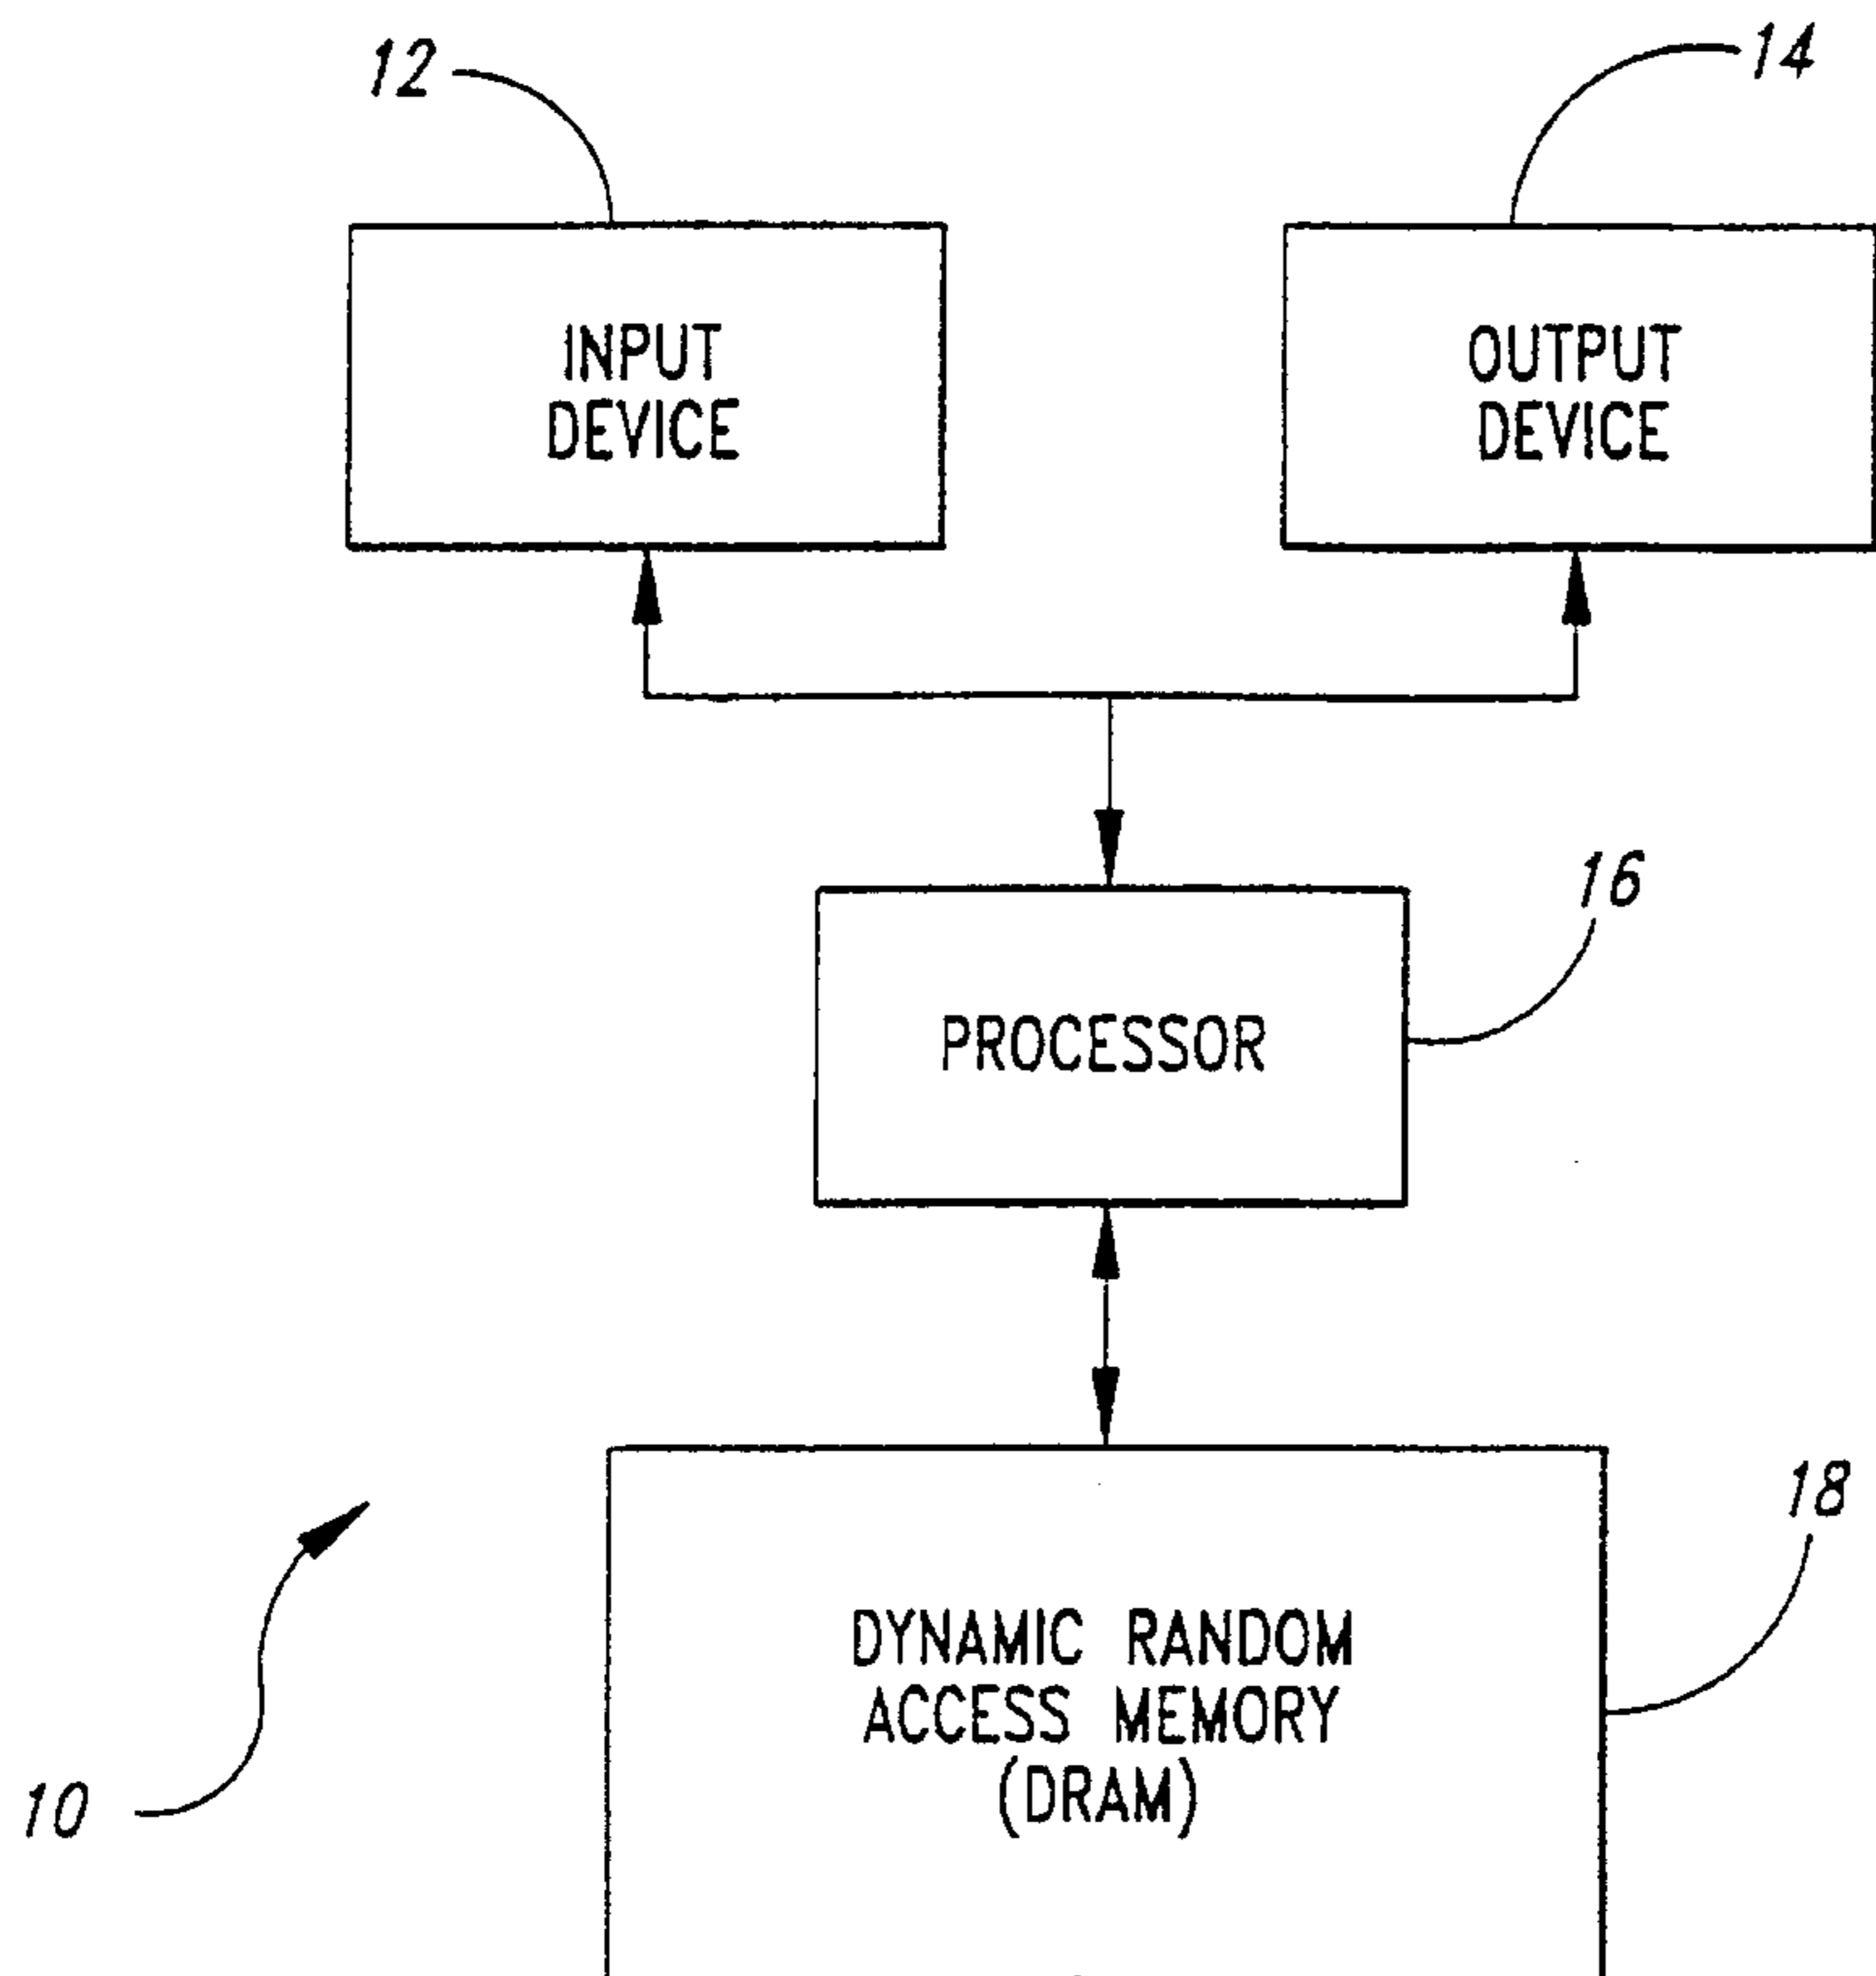 12
14
INPUT
DEVICE
OUTPUT
DEVICE
16
PROCESSOR
18
DYNAMIC RANDOM
ACCESS MEMORY
(DRAM)
10